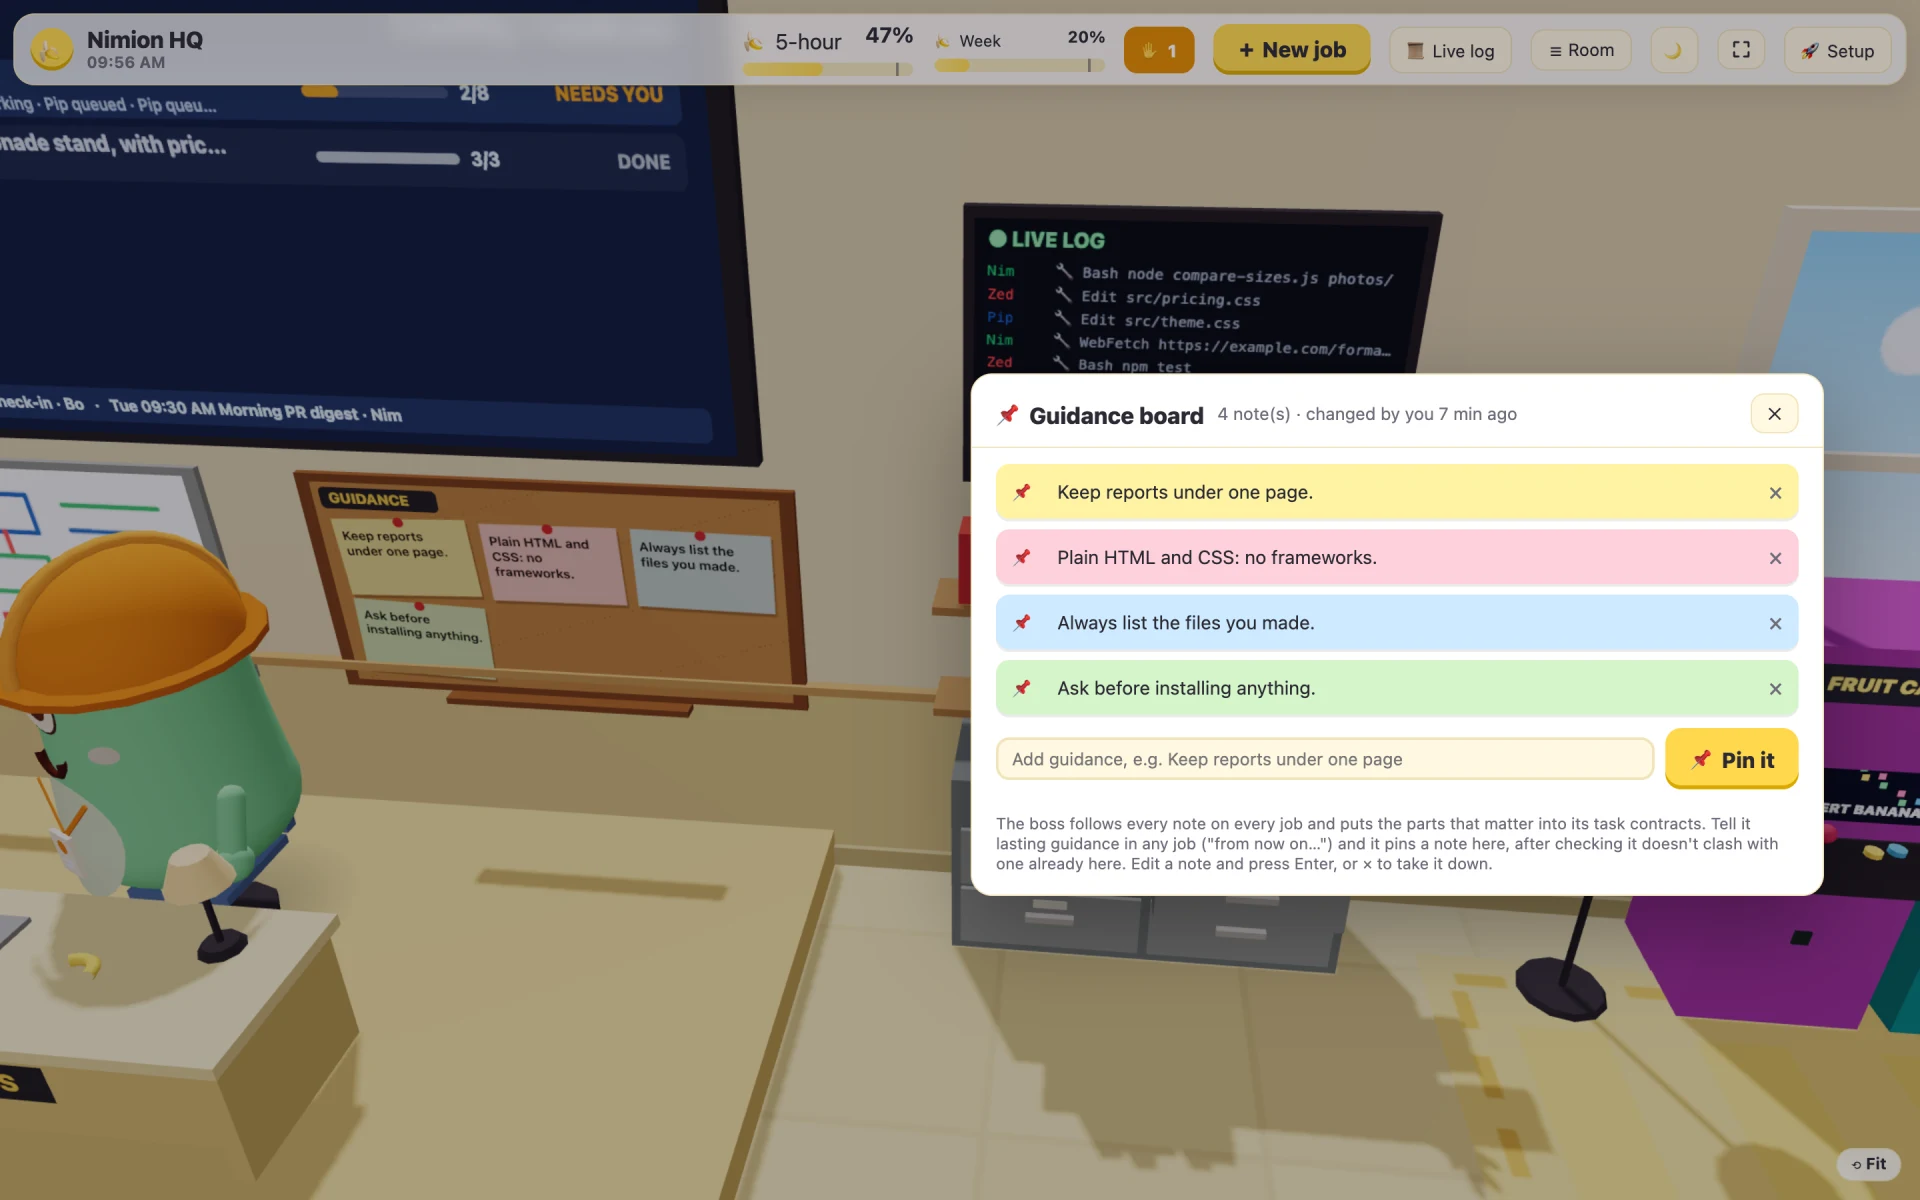 Nimion HQ
09:56 AM
5-hour 47%
Week 20%
1
+ New job
Live log
Room
Setup
king · Pip queued · Pip queu...
2/8
NEEDS YOU
nade stand, with pric...
3/3
DONE
neck-in · Bo · Tue 09:30 AM Morning PR digest · Nim
LIVE LOG
Nim Bash node compare-sizes.js photos/
Zed Edit src/pricing.css
Pip Edit src/theme.css
Nim WebFetch https://example.com/forma…
Zed Bash npm test
GUIDANCE
Keep reports
under one page.
Plain HTML and
CSS: no
frameworks.
Always list the
files you made.
Ask before
installing anything.
Guidance board 4 note(s) · changed by you 7 min ago
Keep reports under one page.
Plain HTML and CSS: no frameworks.
Always list the files you made.
Ask before installing anything.
Add guidance, e.g. Keep reports under one page
Pin it
The boss follows every note on every job and puts the parts that matter into its task contracts. Tell it
lasting guidance in any job ("from now on...") and it pins a note here, after checking it doesn't clash with
one already here. Edit a note and press Enter, or × to take it down.
FRUIT CA
ERT BANANA
S
Fit